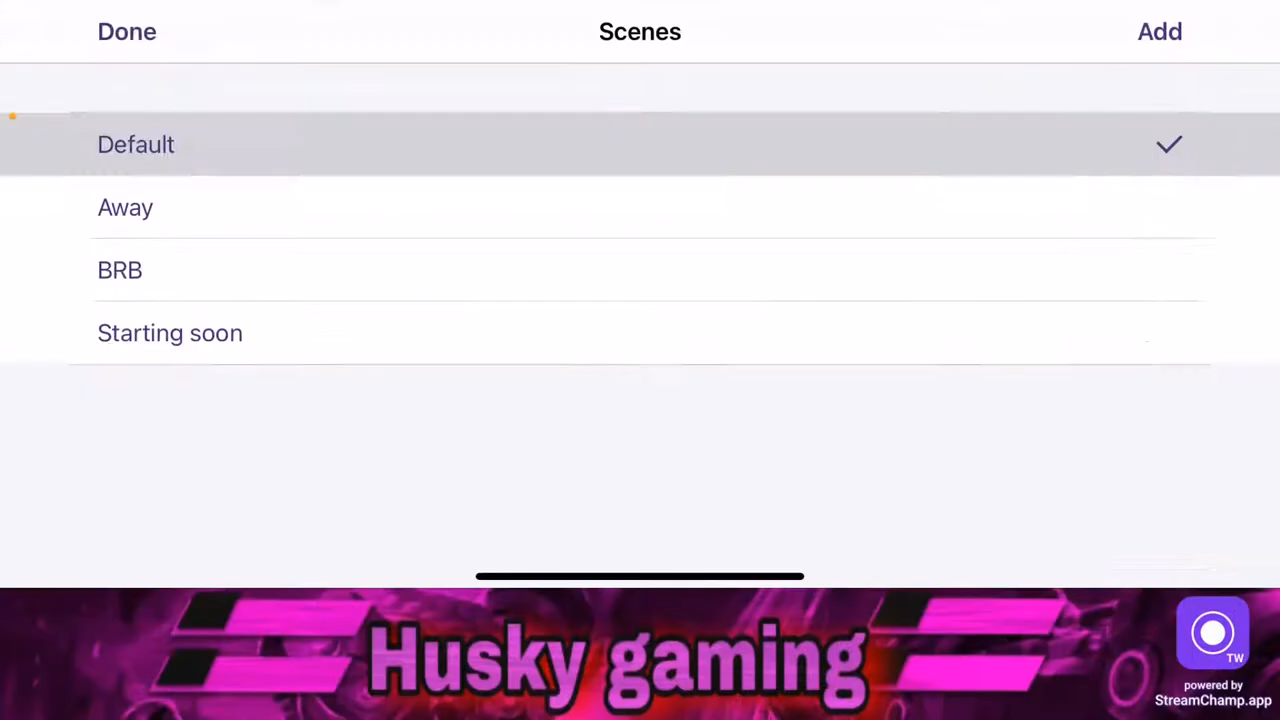 Done Scenes Add
Default
Away
BRB
Starting soon
Husky gaming
TW
powered by
StreamChamp.app